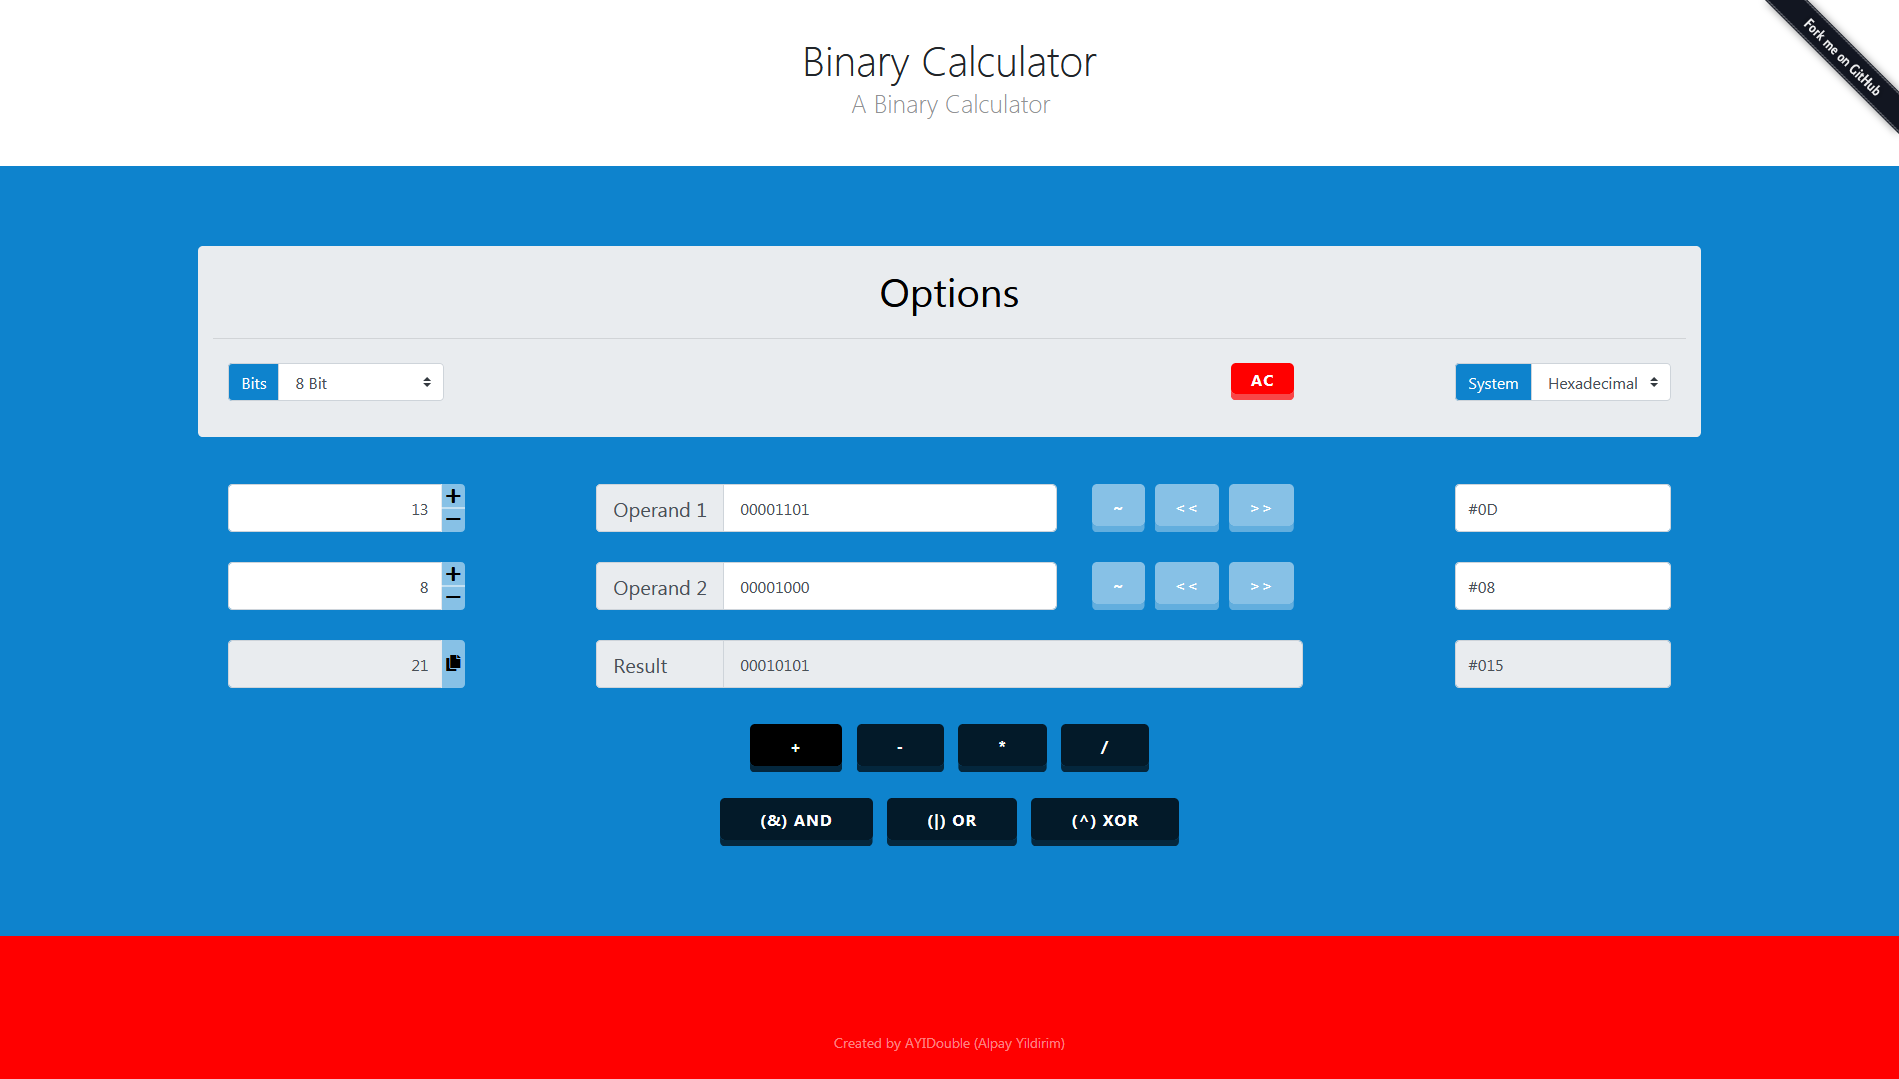 Binary Calculator
A Binary Calculator
Fork me on GitHub
Options
Bits 8 Bit AC System Hexadecimal
13 + − Operand 1 00001101 ~ << >> #0D
8 + − Operand 2 00001000 ~ << >> #08
21 Result 00010101 #015
+ - * /
(&) AND (|) OR (^) XOR
Created by AYIDouble (Alpay Yildirim)